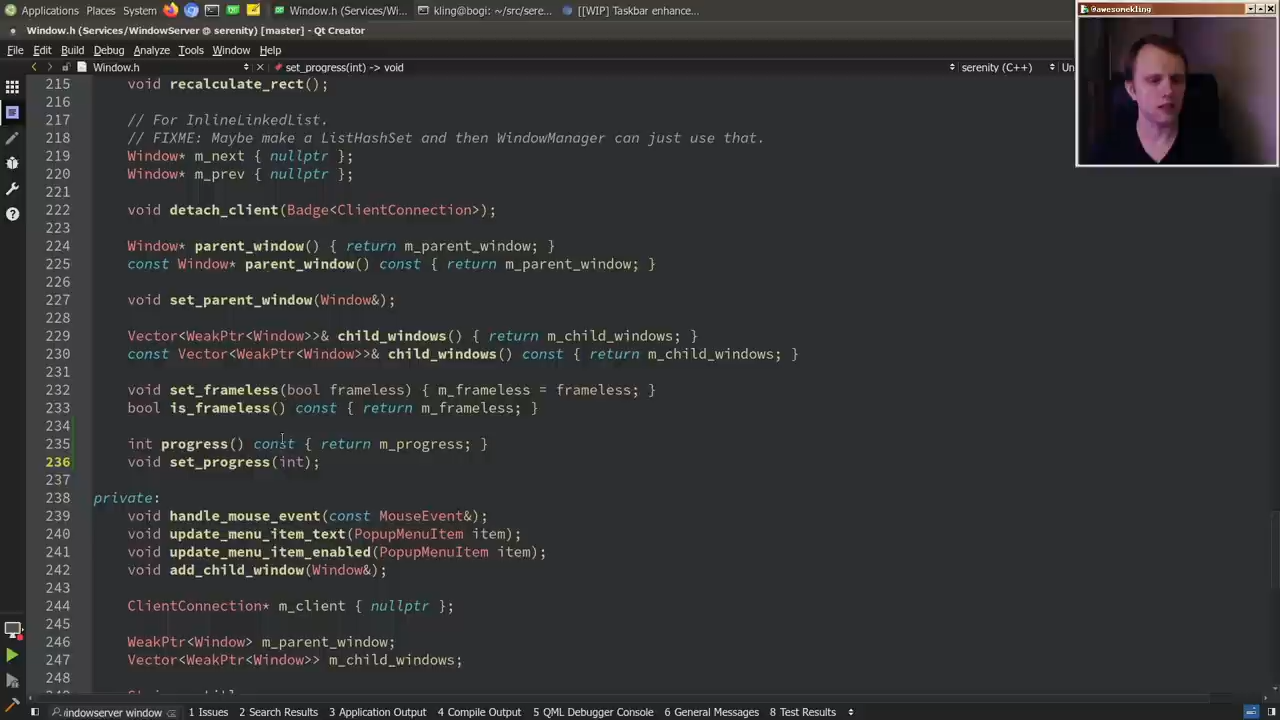 Applications Places System Window.h (Services/Wi... kling@bogi: ~/src/sere... [[WIP] Taskbar enhance...
@awesomekling
Window.h (Services/WindowServer @ serenity) [master] - Qt Creator
File Edit Build Debug Analyze Tools Window Help
Window.h set_progress(int) -> void serenity (C++) Un
215 void recalculate_rect();
216
217 // For InlineLinkedList.
218 // FIXME: Maybe make a ListHashSet and then WindowManager can just use that.
219 Window* m_next { nullptr };
220 Window* m_prev { nullptr };
221
222 void detach_client(Badge<ClientConnection>);
223
224 Window* parent_window() { return m_parent_window; }
225 const Window* parent_window() const { return m_parent_window; }
226
227 void set_parent_window(Window&);
228
229 Vector<WeakPtr<Window>>& child_windows() { return m_child_windows; }
230 const Vector<WeakPtr<Window>>& child_windows() const { return m_child_windows; }
231
232 void set_frameless(bool frameless) { m_frameless = frameless; }
233 bool is_frameless() const { return m_frameless; }
234
235 int progress() const { return m_progress; }
236 void set_progress(int);
237
238 private:
239 void handle_mouse_event(const MouseEvent&);
240 void update_menu_item_text(PopupMenuItem item);
241 void update_menu_item_enabled(PopupMenuItem item);
242 void add_child_window(Window&);
243
244 ClientConnection* m_client { nullptr };
245
246 WeakPtr<Window> m_parent_window;
247 Vector<WeakPtr<Window>> m_child_windows;
248
indowserver window 1 Issues 2 Search Results 3 Application Output 4 Compile Output 5 QML Debugger Console 6 General Messages 8 Test Results